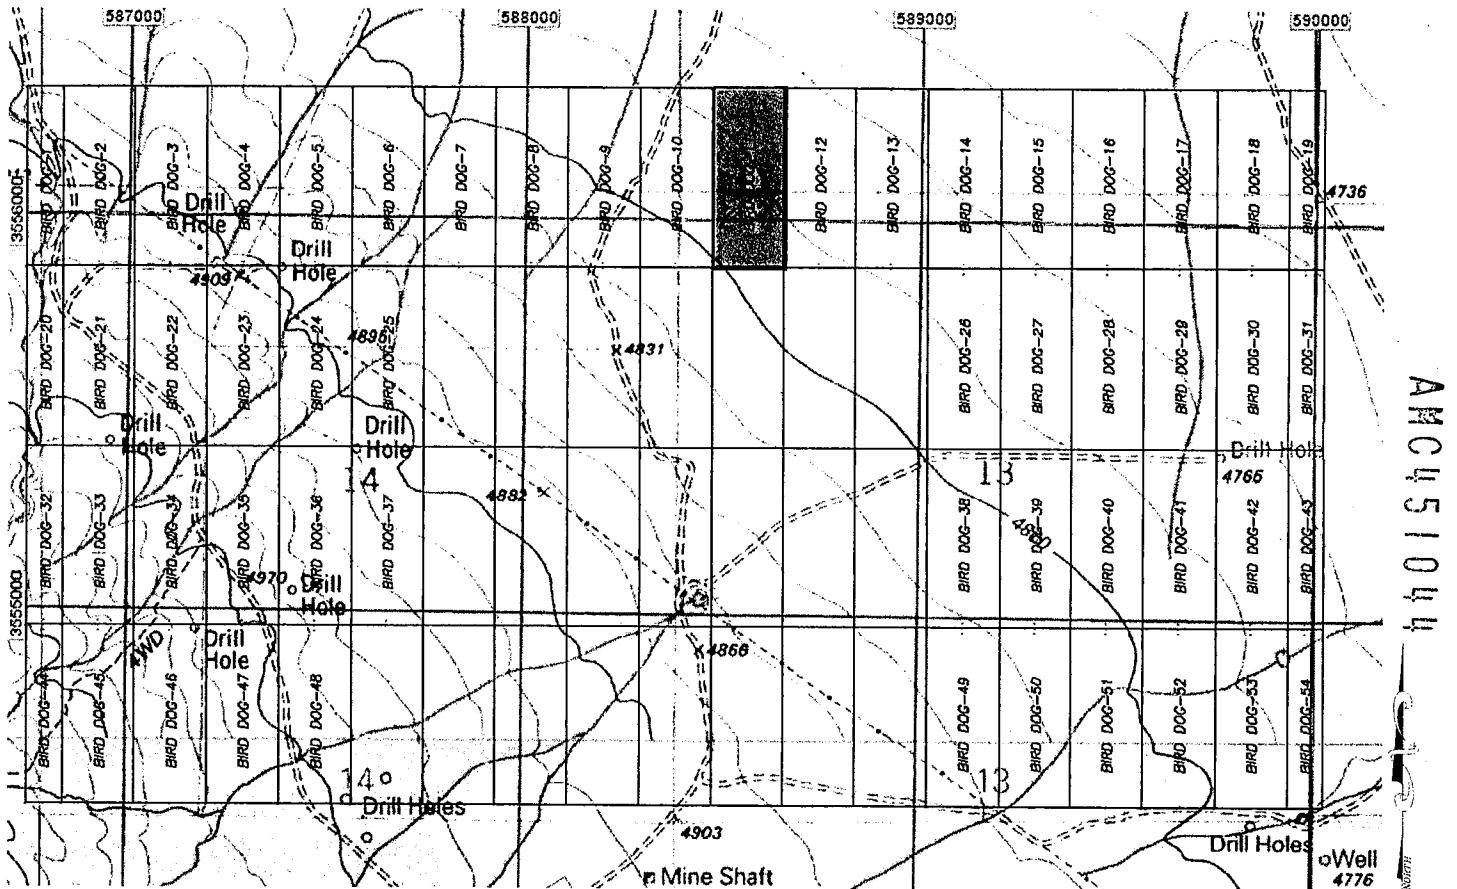 587000
588000
589000
590000
BIRD DOG-2
BIRD DOG-3
BIRD DOG-4
BIRD DOG-5
BIRD DOG-6
BIRD DOG-7
BIRD DOG-8
BIRD DOG-9
BIRD DOG-10
BIRD DOG-12
BIRD DOG-13
BIRD DOG-14
BIRD DOG-15
BIRD DOG-16
BIRD DOG-17
BIRD DOG-18
BIRD DOG-19
3556000
4736
Drill
Hole
Drill
Hole
4909
BIRD DOG-20
BIRD DOG-21
BIRD DOG-22
BIRD DOG-23
BIRD DOG-24
BIRD DOG-25
4895
4831
BIRD DOG-26
BIRD DOG-27
BIRD DOG-28
BIRD DOG-29
BIRD DOG-30
BIRD DOG-31
Drill
Hole
Drill
Hole
14
13
Drill Hole
4766
4882
BIRD DOG-32
BIRD DOG-33
BIRD DOG-34
BIRD DOG-35
BIRD DOG-36
BIRD DOG-37
BIRD DOG-38
BIRD DOG-39
BIRD DOG-40
BIRD DOG-41
BIRD DOG-42
BIRD DOG-43
4800
AMC451044
4970
Drill
Hole
3555000
4WD
Drill
Hole
4866
BIRD DOG-44
BIRD DOG-45
BIRD DOG-46
BIRD DOG-47
BIRD DOG-48
BIRD DOG-49
BIRD DOG-50
BIRD DOG-51
BIRD DOG-52
BIRD DOG-53
BIRD DOG-54
14
13
Drill Holes
4903
Mine Shaft
Drill Holes
Well
4776
NORTH